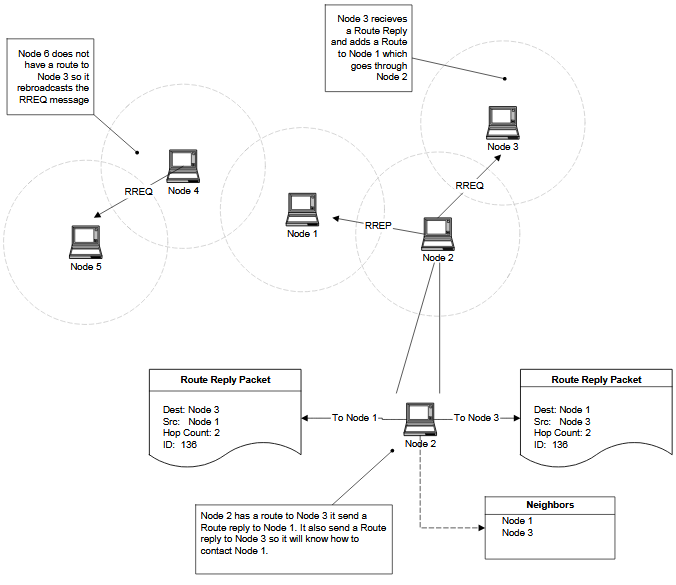 Node 3 recieves
a Route Reply
and adds a Route
to Node 1 which
goes through
Node 2
Node 6 does not
have a route to
Node 3 so it
rebroadcasts the
RREQ message
Node 3
Node 4
RREQ
RREQ
Node 1
RREP
Node 2
Node 5
Route Reply Packet
Dest: Node 3
Src: Node 1
Hop Count: 2
ID: 136
To Node 1
To Node 3
Node 2
Route Reply Packet
Dest: Node 1
Src: Node 3
Hop Count: 2
ID: 136
Node 2 has a route to Node 3 it send a
Route reply to Node 1. It also send a Route
reply to Node 3 so it will know how to
contact Node 1.
Neighbors
Node 1
Node 3